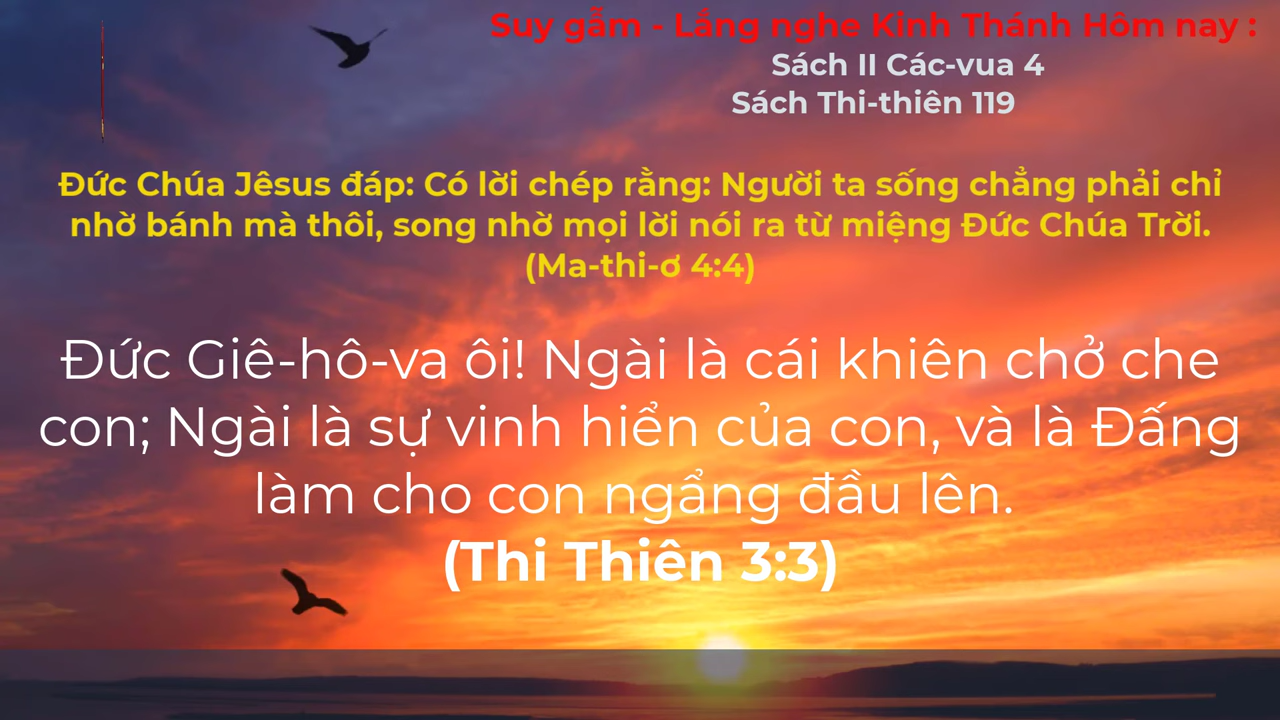 Suy gẫm - Lắng nghe Kinh Thánh Hôm nay :
Sách II Các-vua 4
Sách Thi-thiên 119
Đức Chúa Jêsus đáp: Có lời chép rằng: Người ta sống chẳng phải chỉ
nhờ bánh mà thôi, song nhờ mọi lời nói ra từ miệng Đức Chúa Trời.
(Ma-thi-ơ 4:4)
Đức Giê-hô-va ôi! Ngài là cái khiên chở che
con; Ngài là sự vinh hiển của con, và là Đấng
làm cho con ngẩng đầu lên.
(Thi Thiên 3:3)